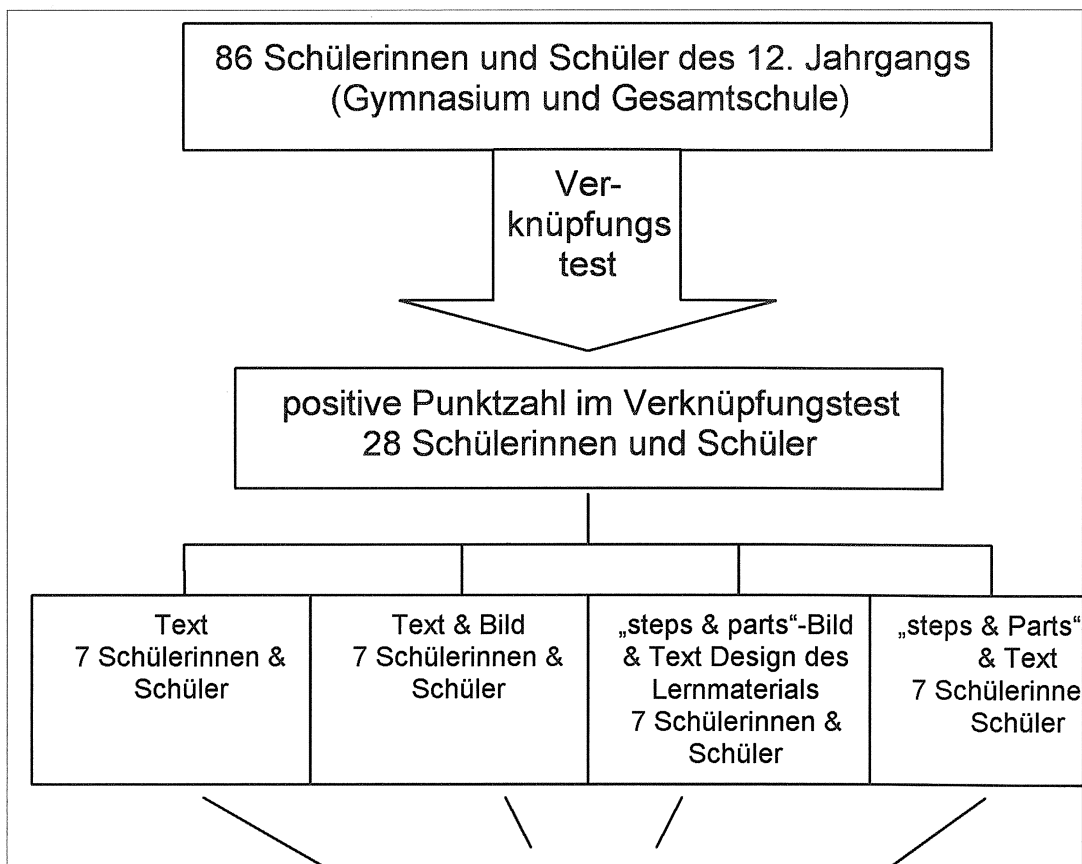 86 Schülerinnen und Schüler des 12. Jahrgangs
(Gymnasium und Gesamtschule)
Ver-
knüpfungs
test
positive Punktzahl im Verknüpfungstest
28 Schülerinnen und Schüler
Text
7 Schülerinnen &
Schüler
Text & Bild
7 Schülerinnen &
Schüler
„steps & parts“-Bild
& Text Design des
Lernmaterials
7 Schülerinnen &
Schüler
„steps & Parts“
& Text
7 Schülerinne
Schüler